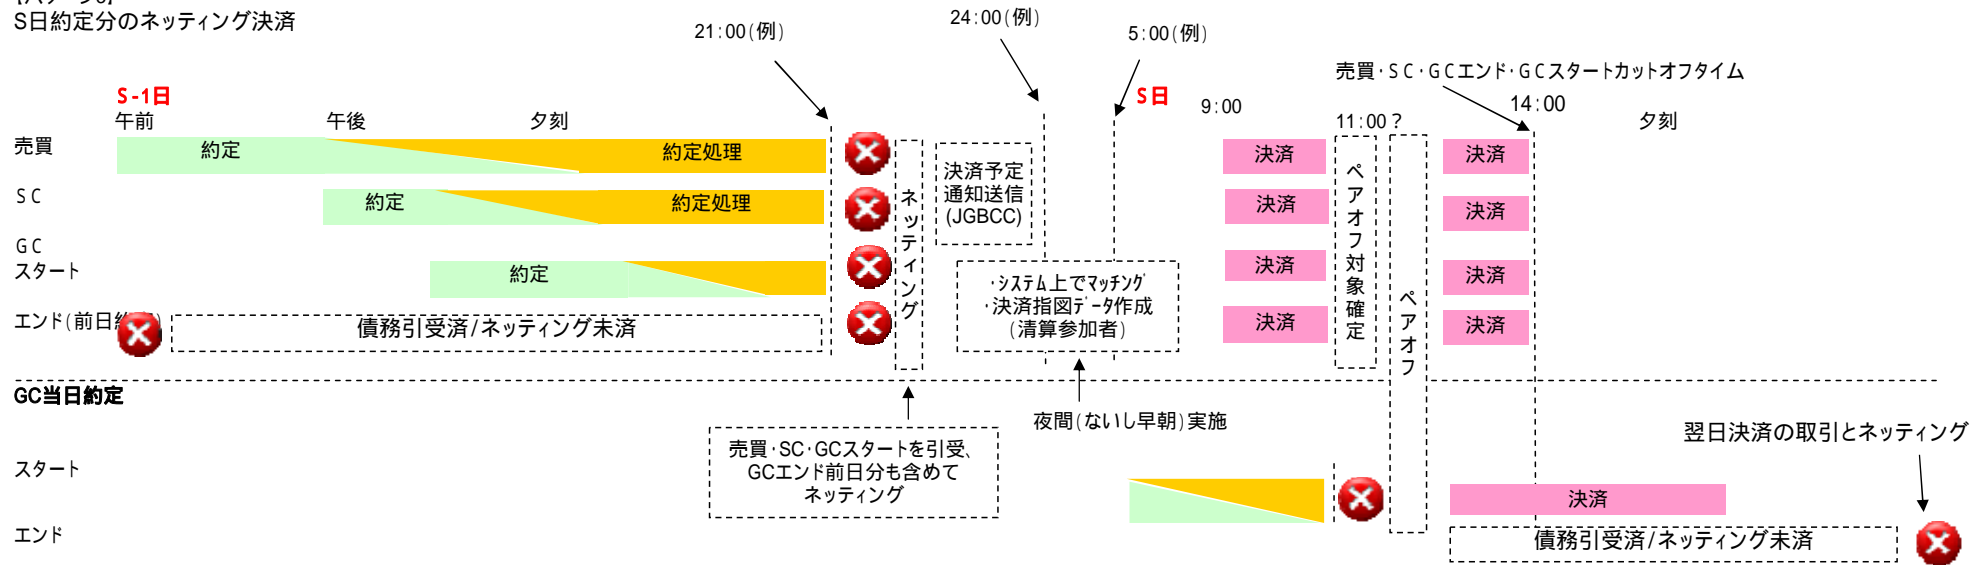 S日約定分のネッティング決済
21:00(例)
24:00(例)
5:00(例)
売買・SC・GCエンド・GCスタートカットオフタイム
S-1日
S日
午前
午後
夕刻
9:00
11:00?
14:00
夕刻
売買
約定
約定処理
決済
決済
SC
約定
約定処理
決済
決済
GC
スタート
約定
決済
決済
エンド(前日
債務引受済/ネッティング未済
決済
決済
ネッティング
決済予定
通知送信
(JGBCC)
・システム上でマッチング
・決済指図データ作成
(清算参加者)
ペアオフ対象確定
ペアオフ
GC当日約定
夜間(ないし早朝)実施
売買・SC・GCスタートを引受、
GCエンド前日分も含めて
ネッティング
翌日決済の取引とネッティング
スタート
決済
エンド
債務引受済/ネッティング未済